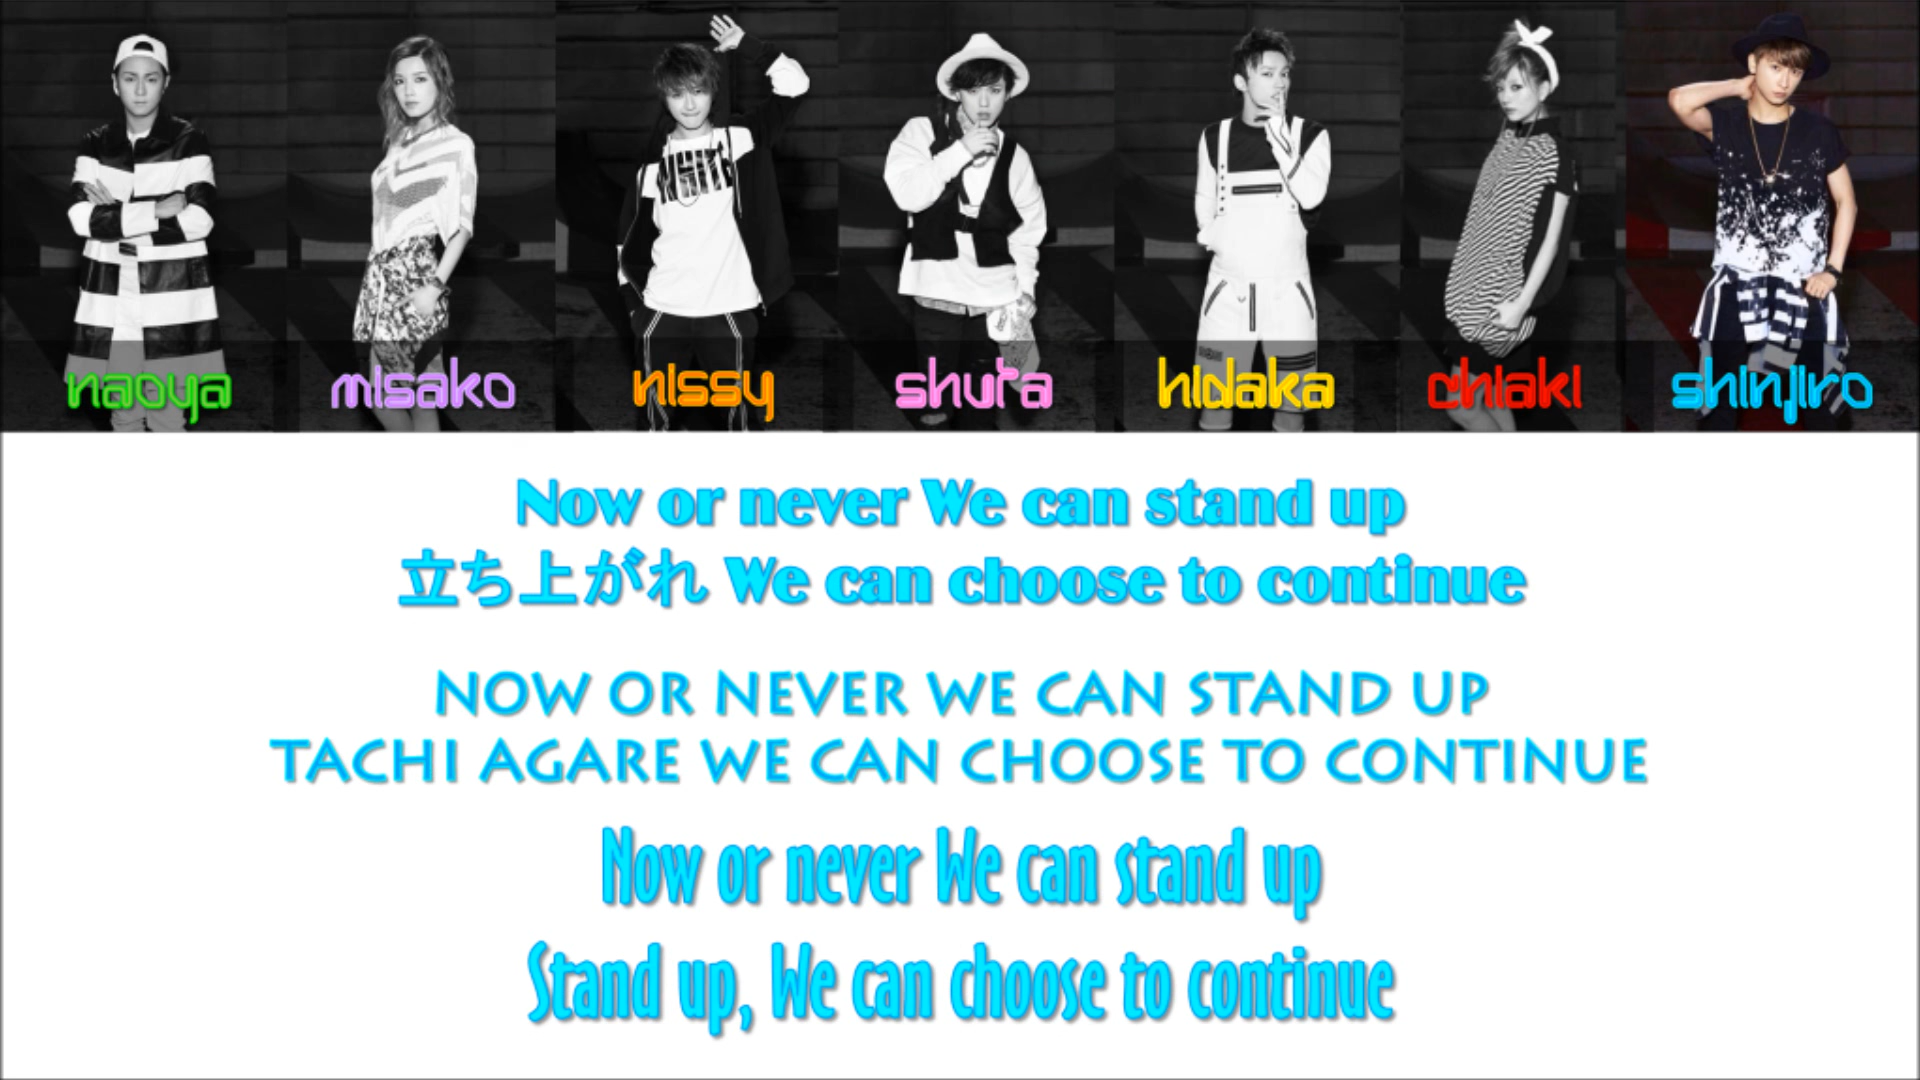 naoya misako nissy shuta hidaka chiaki shinjiro
Now or never We can stand up
立ち上がれ We can choose to continue
NOW OR NEVER WE CAN STAND UP
TACHI AGARE WE CAN CHOOSE TO CONTINUE
Now or never We can stand up
Stand up, We can choose to continue